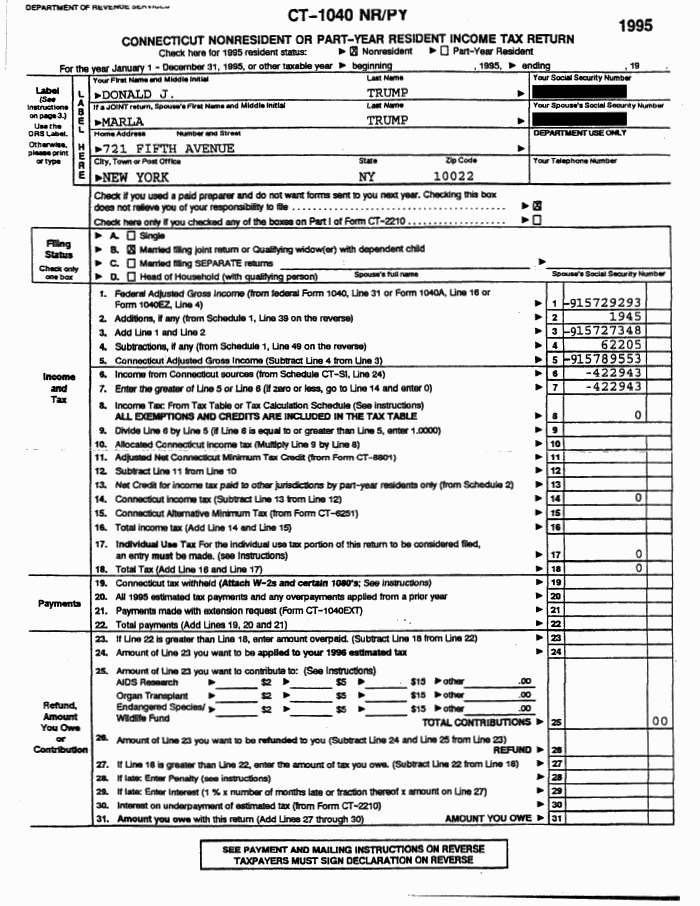 DEPARTMENT OF REVENUE SERVICES
CT-1040 NR/PY
1995
CONNECTICUT NONRESIDENT OR PART-YEAR RESIDENT INCOME TAX RETURN
Check here for 1995 resident status: ▶ ☒ Nonresident ▶ ☐ Part-Year Resident
For the year January 1 - December 31, 1995, or other taxable year ▶ beginning , 1995, ▶ ending , 19 .
Label
(See instructions on page 3.)
Use the DRS Label.
Otherwise, please print or type
LABEL HERE
Your First Name and Middle Initial Last Name Your Social Security Number
▶DONALD J. TRUMP ▶
If a JOINT return, Spouse's First Name and Middle Initial Last Name Your Spouse's Social Security Number
▶MARLA TRUMP ▶
Home Address Number and Street DEPARTMENT USE ONLY
▶721 FIFTH AVENUE ▶
City, Town or Post Office State Zip Code Your Telephone Number
▶NEW YORK NY 10022
Check if you used a paid preparer and do not want forms sent to you next year. Checking this box
does not relieve you of your responsibility to file ▶ ☒
Check here only if you checked any of the boxes on Part I of Form CT-2210 ▶ ☐
Filing Status
Check only one box
▶ A. ☐ Single
▶ B. ☒ Married filing joint return or Qualifying widow(er) with dependent child
▶ C. ☐ Married filing SEPARATE returns ▶
▶ D. ☐ Head of Household (with qualifying person) Spouse's full name Spouse's Social Security Number
Income and Tax
1. Federal Adjusted Gross Income (from federal Form 1040, Line 31 or Form 1040A, Line 16 or
Form 1040EZ, Line 4) ▶ 1 -915729293
2. Additions, if any (from Schedule 1, Line 39 on the reverse) ▶ 2 1945
3. Add Line 1 and Line 2 ▶ 3 -915727348
4. Subtractions, if any (from Schedule 1, Line 49 on the reverse) ▶ 4 62205
5. Connecticut Adjusted Gross Income (Subtract Line 4 from Line 3) ▶ 5 -915789553
6. Income from Connecticut sources (from Schedule CT-SI, Line 24) ▶ 6 -422943
7. Enter the greater of Line 5 or Line 6 (if zero or less, go to Line 14 and enter 0) ▶ 7 -422943
8. Income Tax: From Tax Table or Tax Calculation Schedule (See instructions)
ALL EXEMPTIONS AND CREDITS ARE INCLUDED IN THE TAX TABLE ▶ 8 0
9. Divide Line 6 by Line 5 (If Line 6 is equal to or greater than Line 5, enter 1.0000) ▶ 9
10. Allocated Connecticut income tax (Multiply Line 9 by Line 8) ▶ 10
11. Adjusted Net Connecticut Minimum Tax Credit (from Form CT-8801) ▶ 11
12. Subtract Line 11 from Line 10 ▶ 12
13. Net Credit for income tax paid to other jurisdictions by part-year residents only (from Schedule 2) ▶ 13
14. Connecticut income tax (Subtract Line 13 from Line 12) ▶ 14 0
15. Connecticut Alternative Minimum Tax (from Form CT-6251) ▶ 15
16. Total income tax (Add Line 14 and Line 15) ▶ 16
17. Individual Use Tax For the individual use tax portion of this return to be considered filed,
an entry must be made. (see Instructions) ▶ 17 0
18. Total Tax (Add Line 16 and Line 17) ▶ 18 0
Payments
19. Connecticut tax withheld (Attach W-2s and certain 1080's; See instructions) ▶ 19
20. All 1995 estimated tax payments and any overpayments applied from a prior year ▶ 20
21. Payments made with extension request (Form CT-1040EXT) ▶ 21
22. Total payments (Add Lines 19, 20 and 21) ▶ 22
Refund, Amount You Owe or Contribution
23. If Line 22 is greater than Line 18, enter amount overpaid. (Subtract Line 18 from Line 22) ▶ 23
24. Amount of Line 23 you want to be applied to your 1996 estimated tax ▶ 24
25. Amount of Line 23 you want to contribute to: (See Instructions)
AIDS Research ▶ $2 ▶ $5 ▶ $15 ▶ other .00
Organ Transplant ▶ $2 ▶ $5 ▶ $15 ▶ other .00
Endangered Species/ ▶ $2 ▶ $5 ▶ $15 ▶ other .00
Wildlife Fund TOTAL CONTRIBUTIONS ▶ 25 00
26. Amount of Line 23 you want to be refunded to you (Subtract Line 24 and Line 25 from Line 23)
REFUND ▶ 26
27. If Line 18 is greater than Line 22, enter the amount of tax you owe. (Subtract Line 22 from Line 18) ▶ 27
28. If late: Enter Penalty (see instructions) ▶ 28
29. If late: Enter Interest (1 % x number of months late or fraction thereof x amount on Line 27) ▶ 29
30. Interest on underpayment of estimated tax (from Form CT-2210) ▶ 30
31. Amount you owe with this return (Add Lines 27 through 30) AMOUNT YOU OWE ▶ 31
SEE PAYMENT AND MAILING INSTRUCTIONS ON REVERSE
TAXPAYERS MUST SIGN DECLARATION ON REVERSE